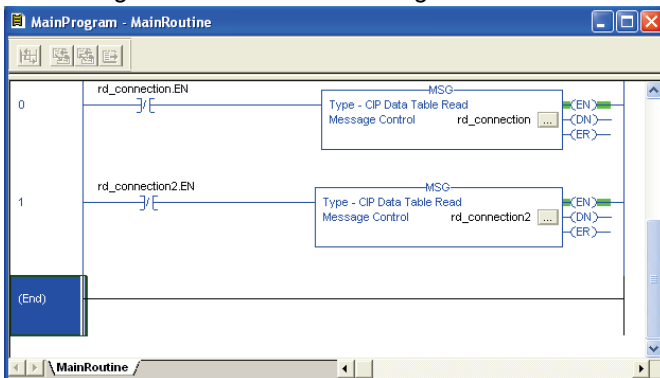 MainProgram - MainRoutine
0
rd_connection.EN
MSG
Type - CIP Data Table Read
Message Control rd_connection ...
(EN)
(DN)
(ER)
1
rd_connection2.EN
MSG
Type - CIP Data Table Read
Message Control rd_connection2 ...
(EN)
(DN)
(ER)
(End)
MainRoutine